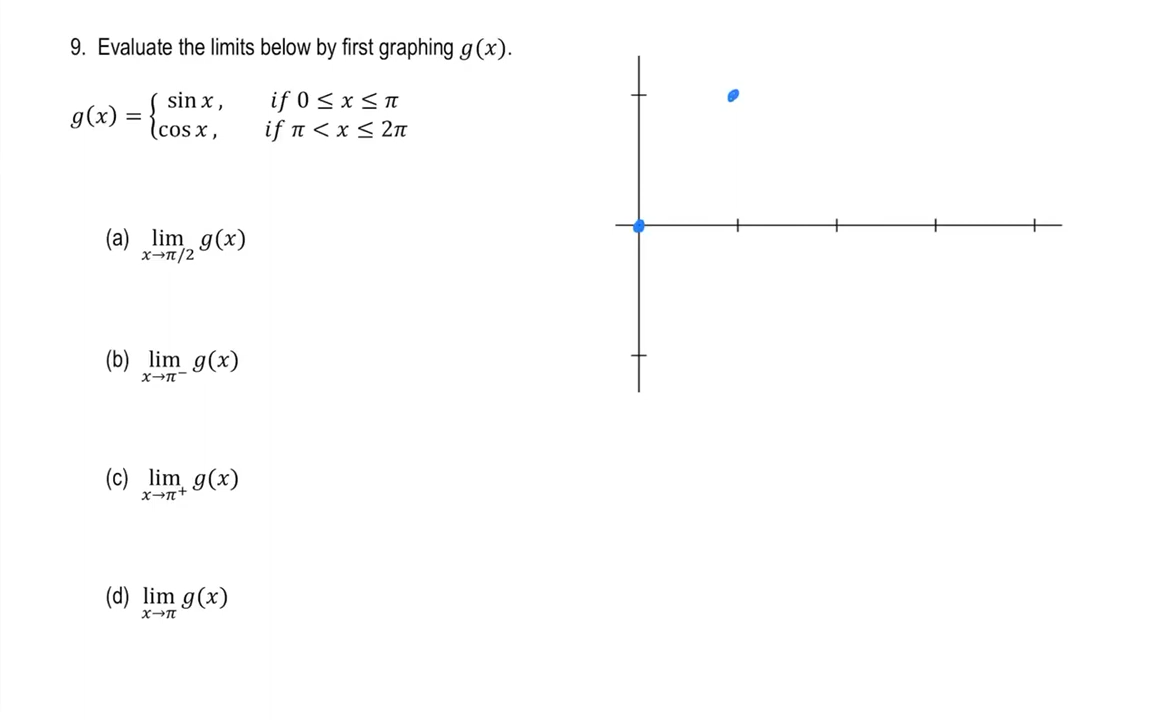 9. Evaluate the limits below by first graphing g(x).
g(x) = { sin x, if 0 ≤ x ≤ π
cos x, if π < x ≤ 2π
(a) lim x→π/2 g(x)
(b) lim x→π⁻ g(x)
(c) lim x→π⁺ g(x)
(d) lim x→π g(x)